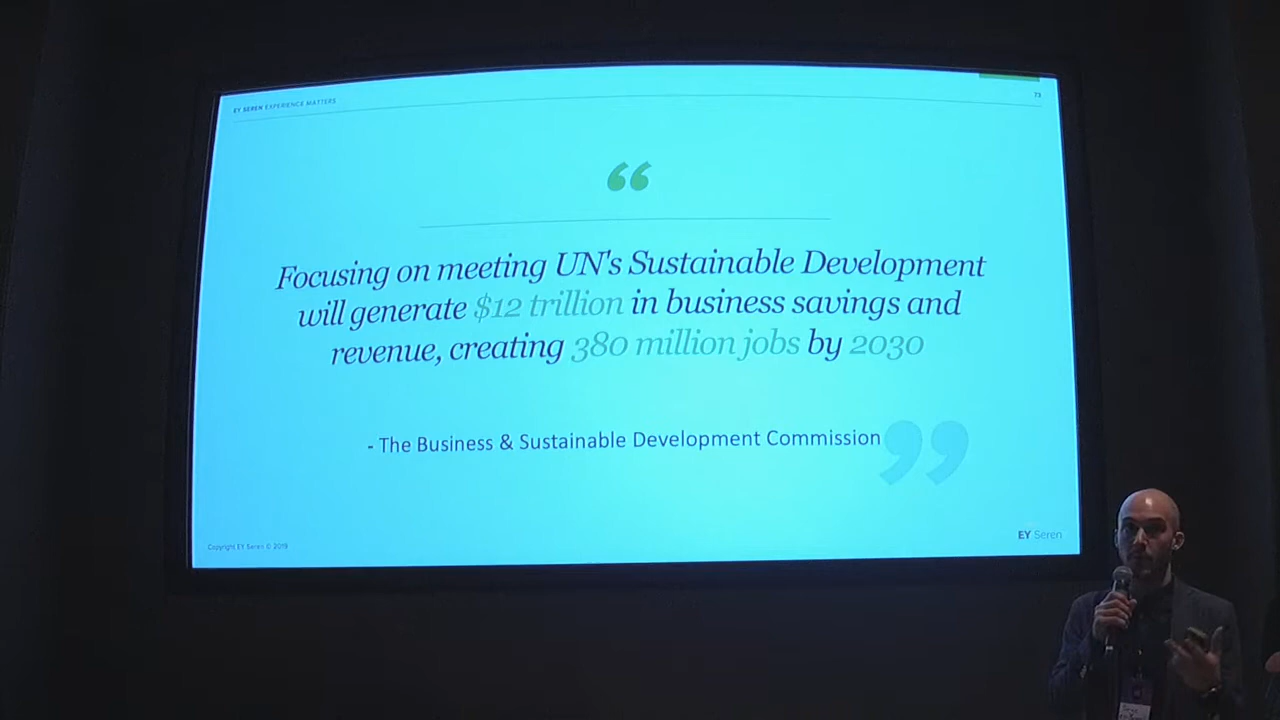 EY SEREN EXPERIENCE MATTERS
73
“
Focusing on meeting UN's Sustainable Development
will generate $12 trillion in business savings and
revenue, creating 380 million jobs by 2030
- The Business & Sustainable Development Commission
”
Copyright EY Seren © 2019
EY Seren